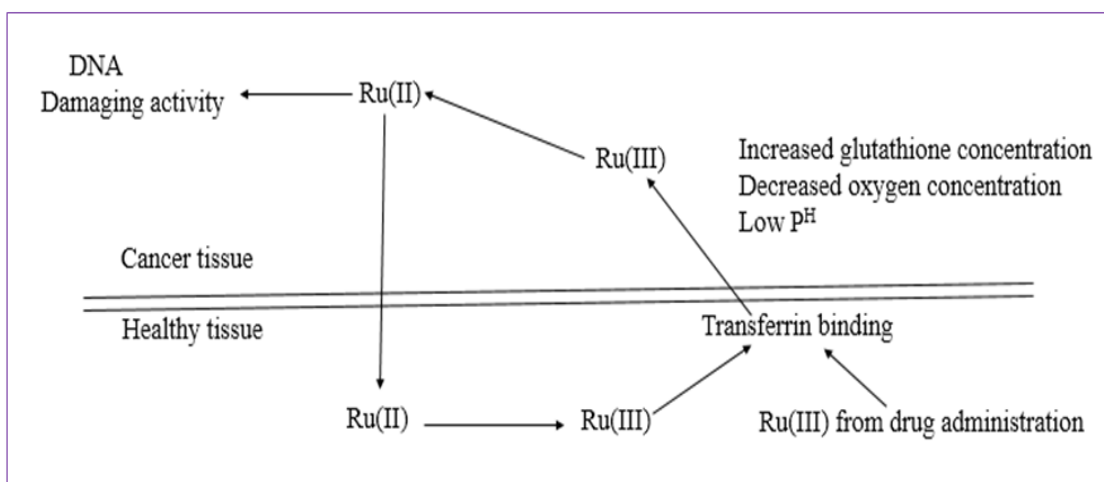 DNA
Damaging activity
Ru(II)
Ru(III)
Increased glutathione concentration
Decreased oxygen concentration
Low Pᴴ
Cancer tissue
Healthy tissue
Transferrin binding
Ru(II)
Ru(III)
Ru(III) from drug administration